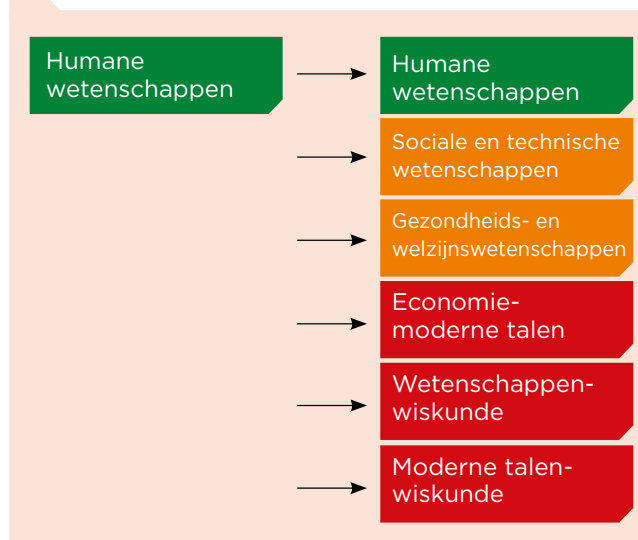 Humane
wetenschappen
Humane
wetenschappen
Sociale en technische
wetenschappen
Gezondheids- en
welzijnswetenschappen
Economie-
moderne talen
Wetenschappen-
wiskunde
Moderne talen-
wiskunde